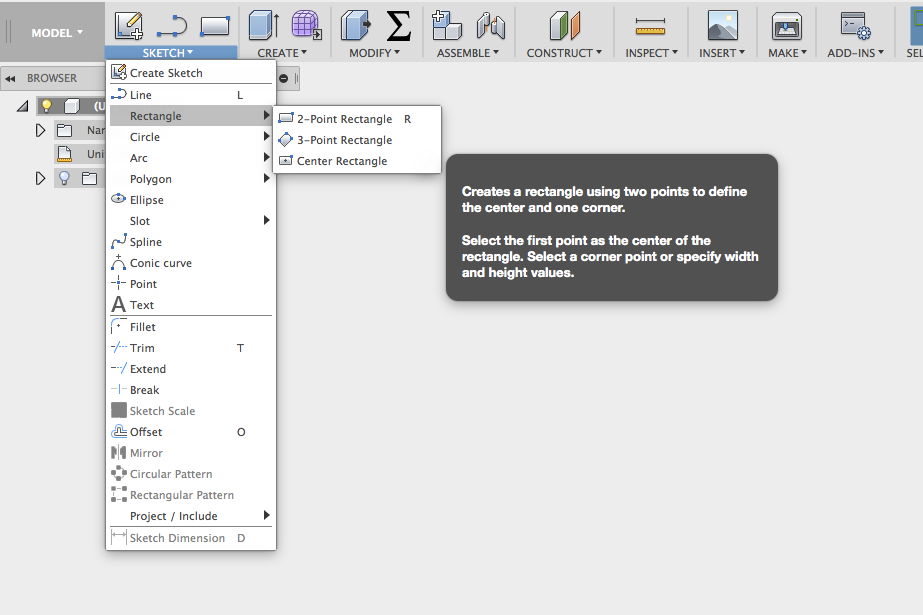 MODEL
SKETCH
CREATE
MODIFY
ASSEMBLE
CONSTRUCT
INSPECT
INSERT
MAKE
ADD-INS
BROWSER
Create Sketch
Line L
Rectangle
Circle
Arc
Polygon
Ellipse
Slot
Spline
Conic curve
Point
Text
Fillet
Trim T
Extend
Break
Sketch Scale
Offset O
Mirror
Circular Pattern
Rectangular Pattern
Project / Include
Sketch Dimension D
2-Point Rectangle R
3-Point Rectangle
Center Rectangle
Creates a rectangle using two points to define
the center and one corner.
Select the first point as the center of the
rectangle. Select a corner point or specify width
and height values.